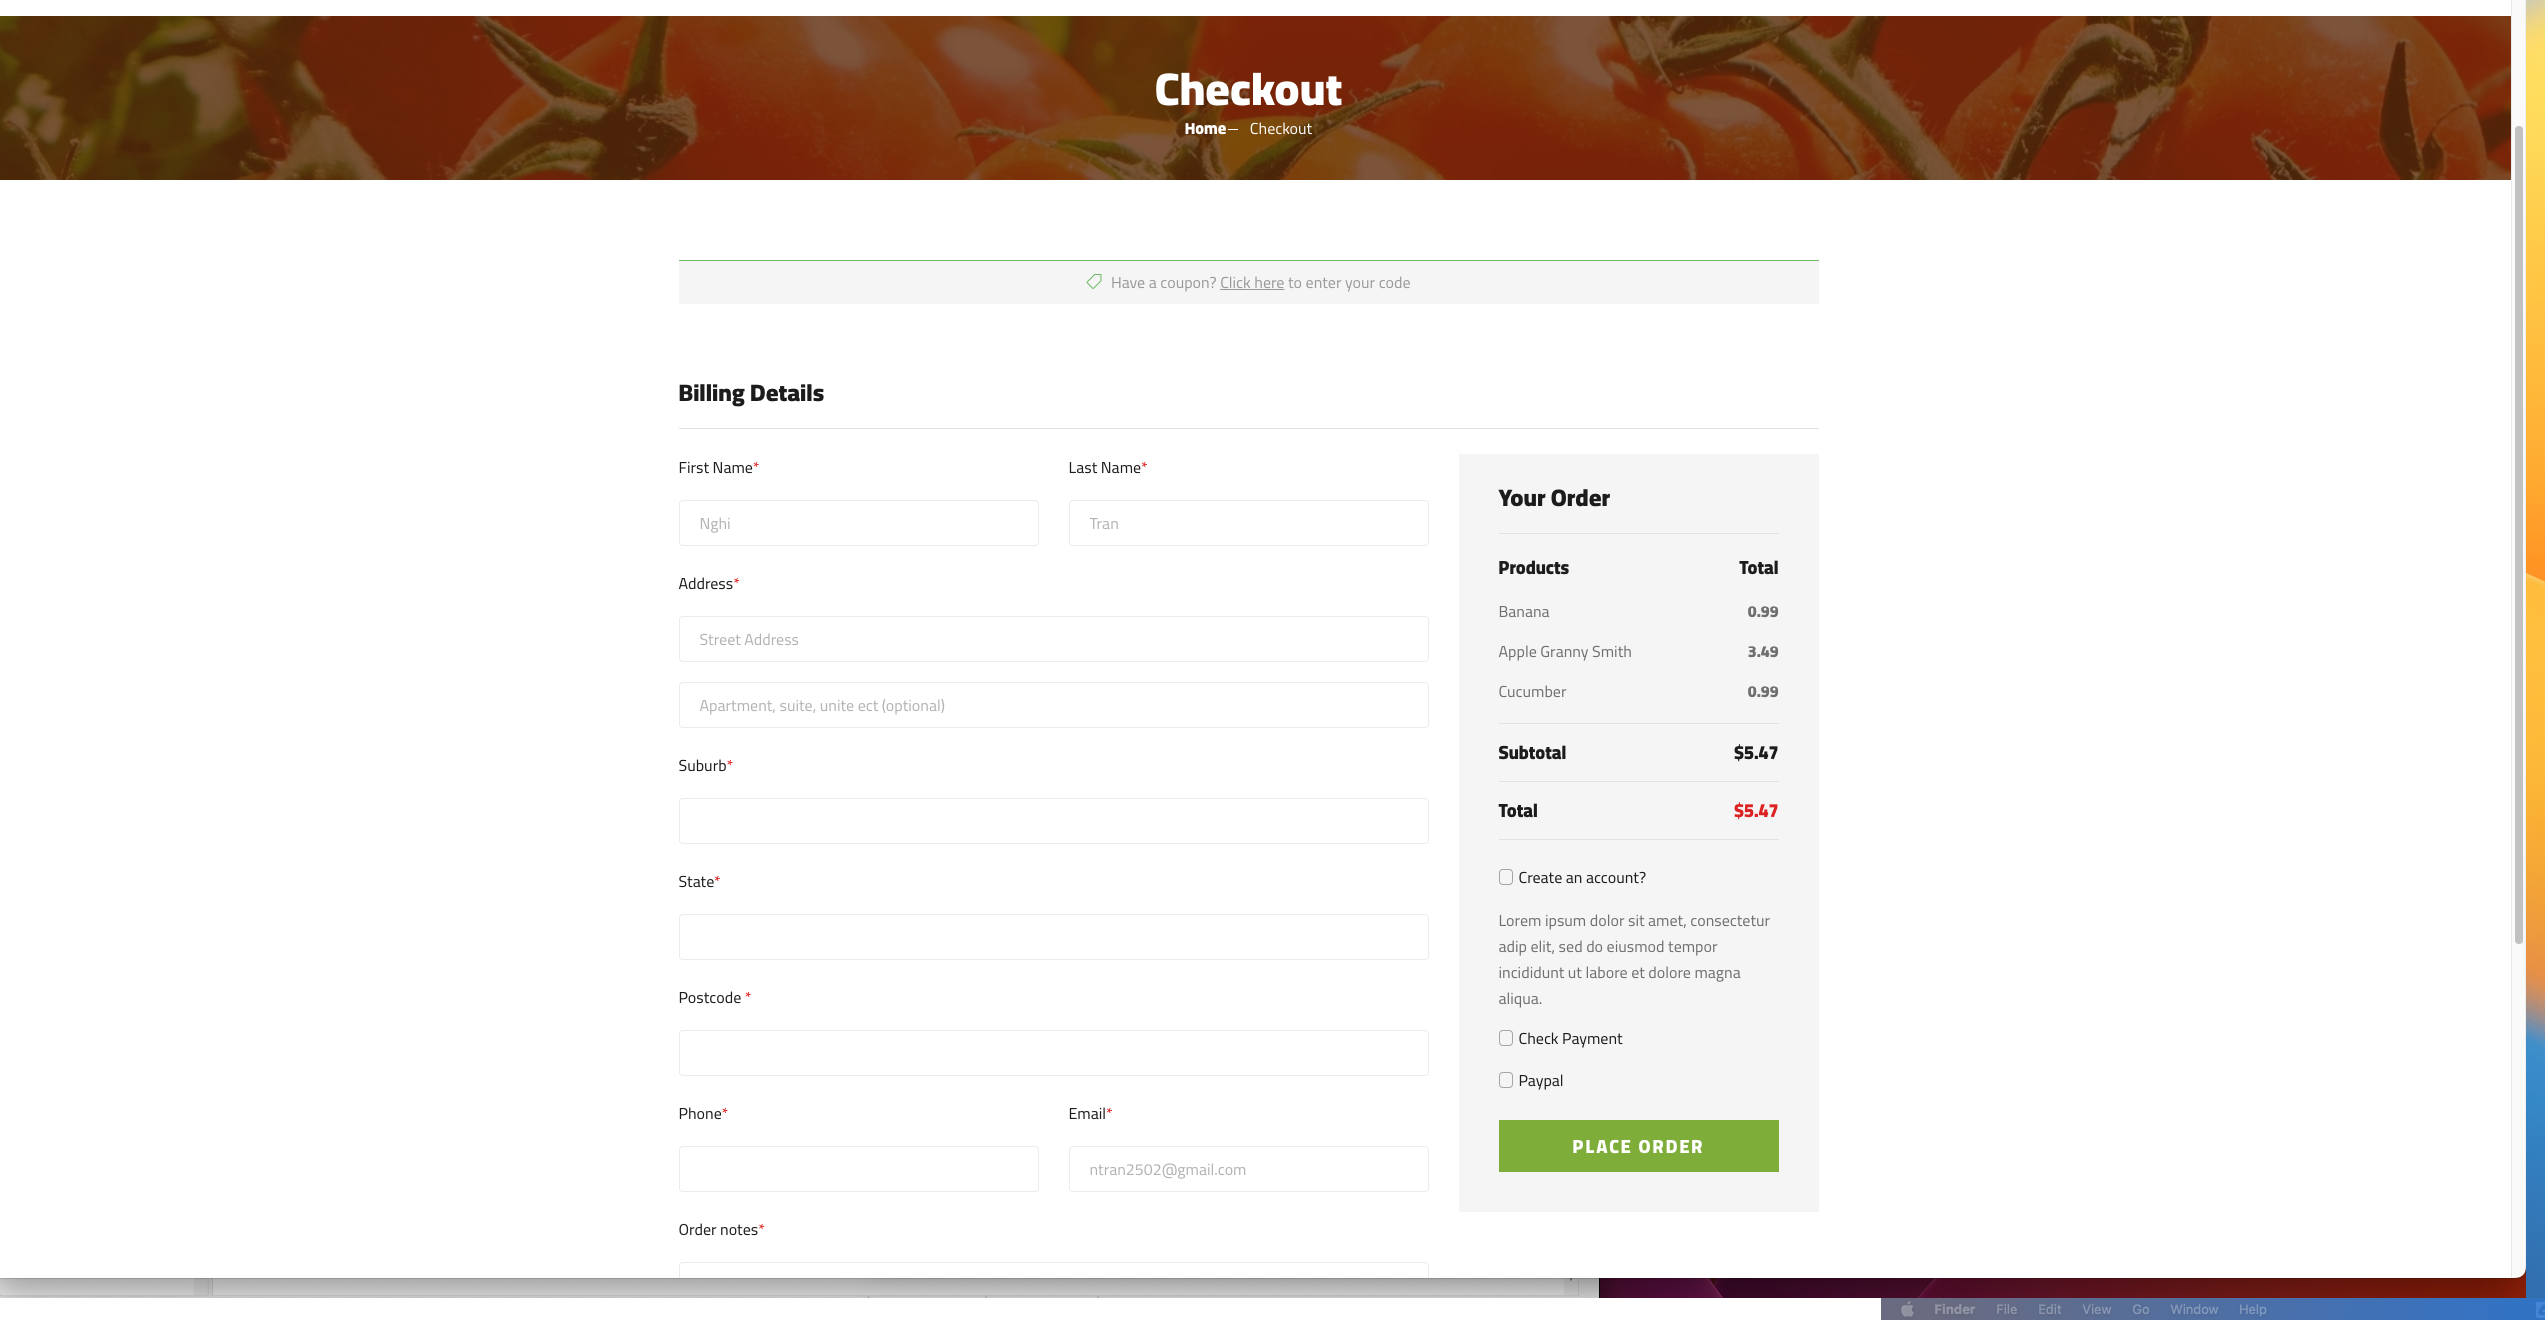 Checkout
Home— Checkout
Have a coupon? Click here to enter your code
Billing Details
First Name*
Last Name*
Nghi
Tran
Address*
Street Address
Apartment, suite, unite ect (optional)
Suburb*
State*
Postcode *
Phone*
Email*
ntran2502@gmail.com
Order notes*
Your Order
Products Total
Banana 0.99
Apple Granny Smith 3.49
Cucumber 0.99
Subtotal $5.47
Total $5.47
Create an account?
Lorem ipsum dolor sit amet, consectetur
adip elit, sed do eiusmod tempor
incididunt ut labore et dolore magna
aliqua.
Check Payment
Paypal
PLACE ORDER
Finder File Edit View Go Window Help